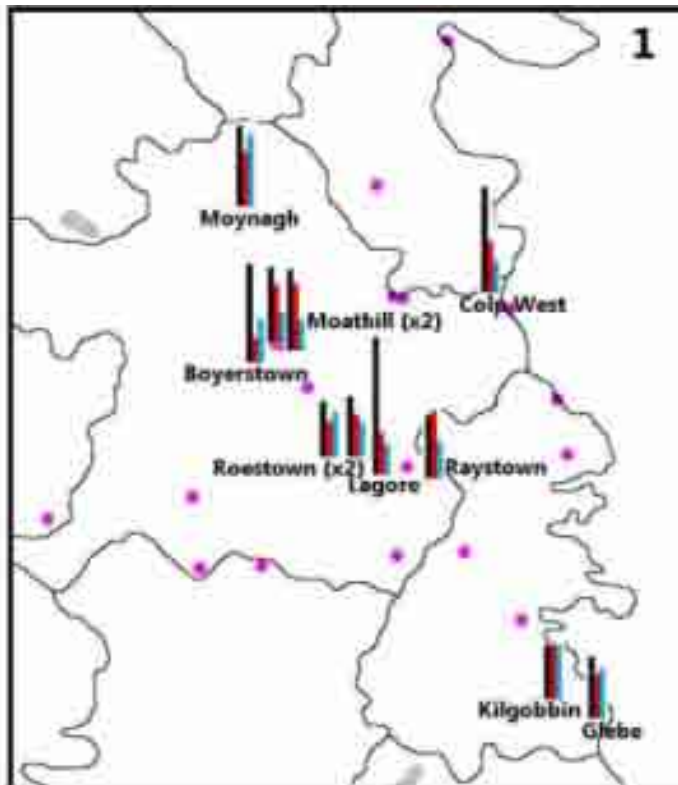 1
Moynagh
Colp West
Moathill (x2)
Boyerstown
Roestown (x2)
Lagore
Raystown
Kilgobbin
Glebe